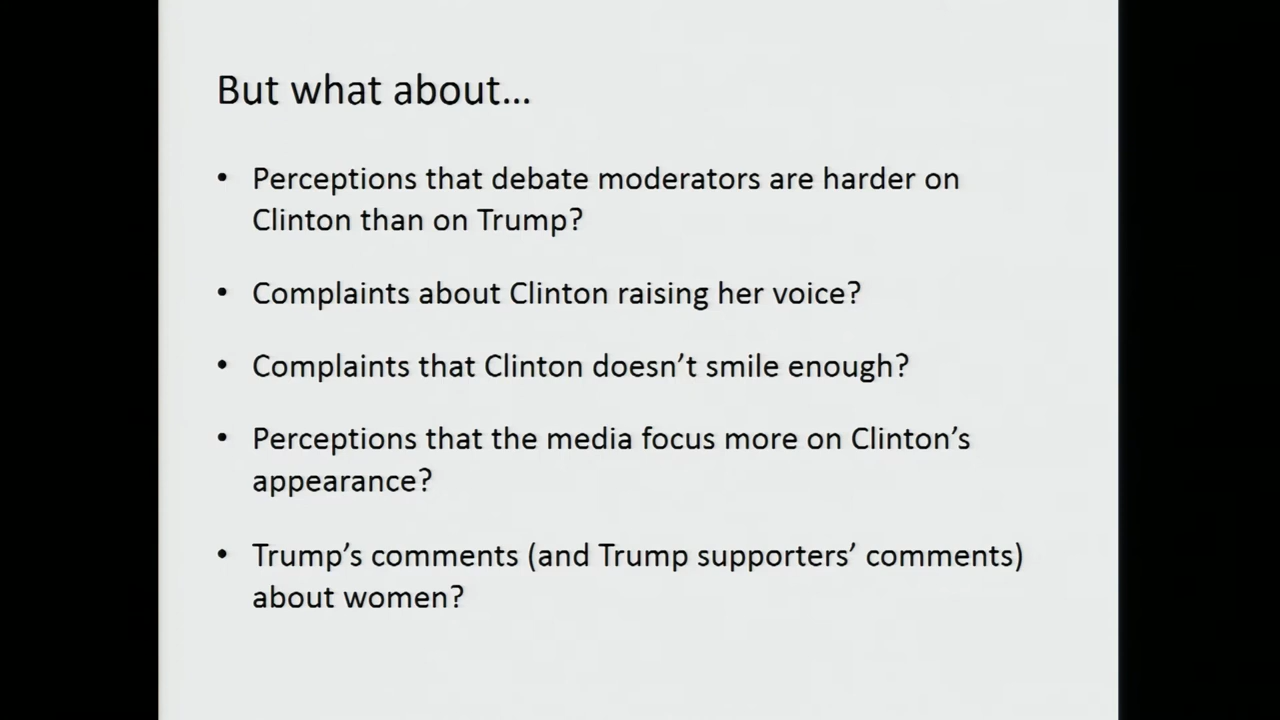 But what about...
• Perceptions that debate moderators are harder on
Clinton than on Trump?
• Complaints about Clinton raising her voice?
• Complaints that Clinton doesn’t smile enough?
• Perceptions that the media focus more on Clinton’s
appearance?
• Trump’s comments (and Trump supporters’ comments)
about women?